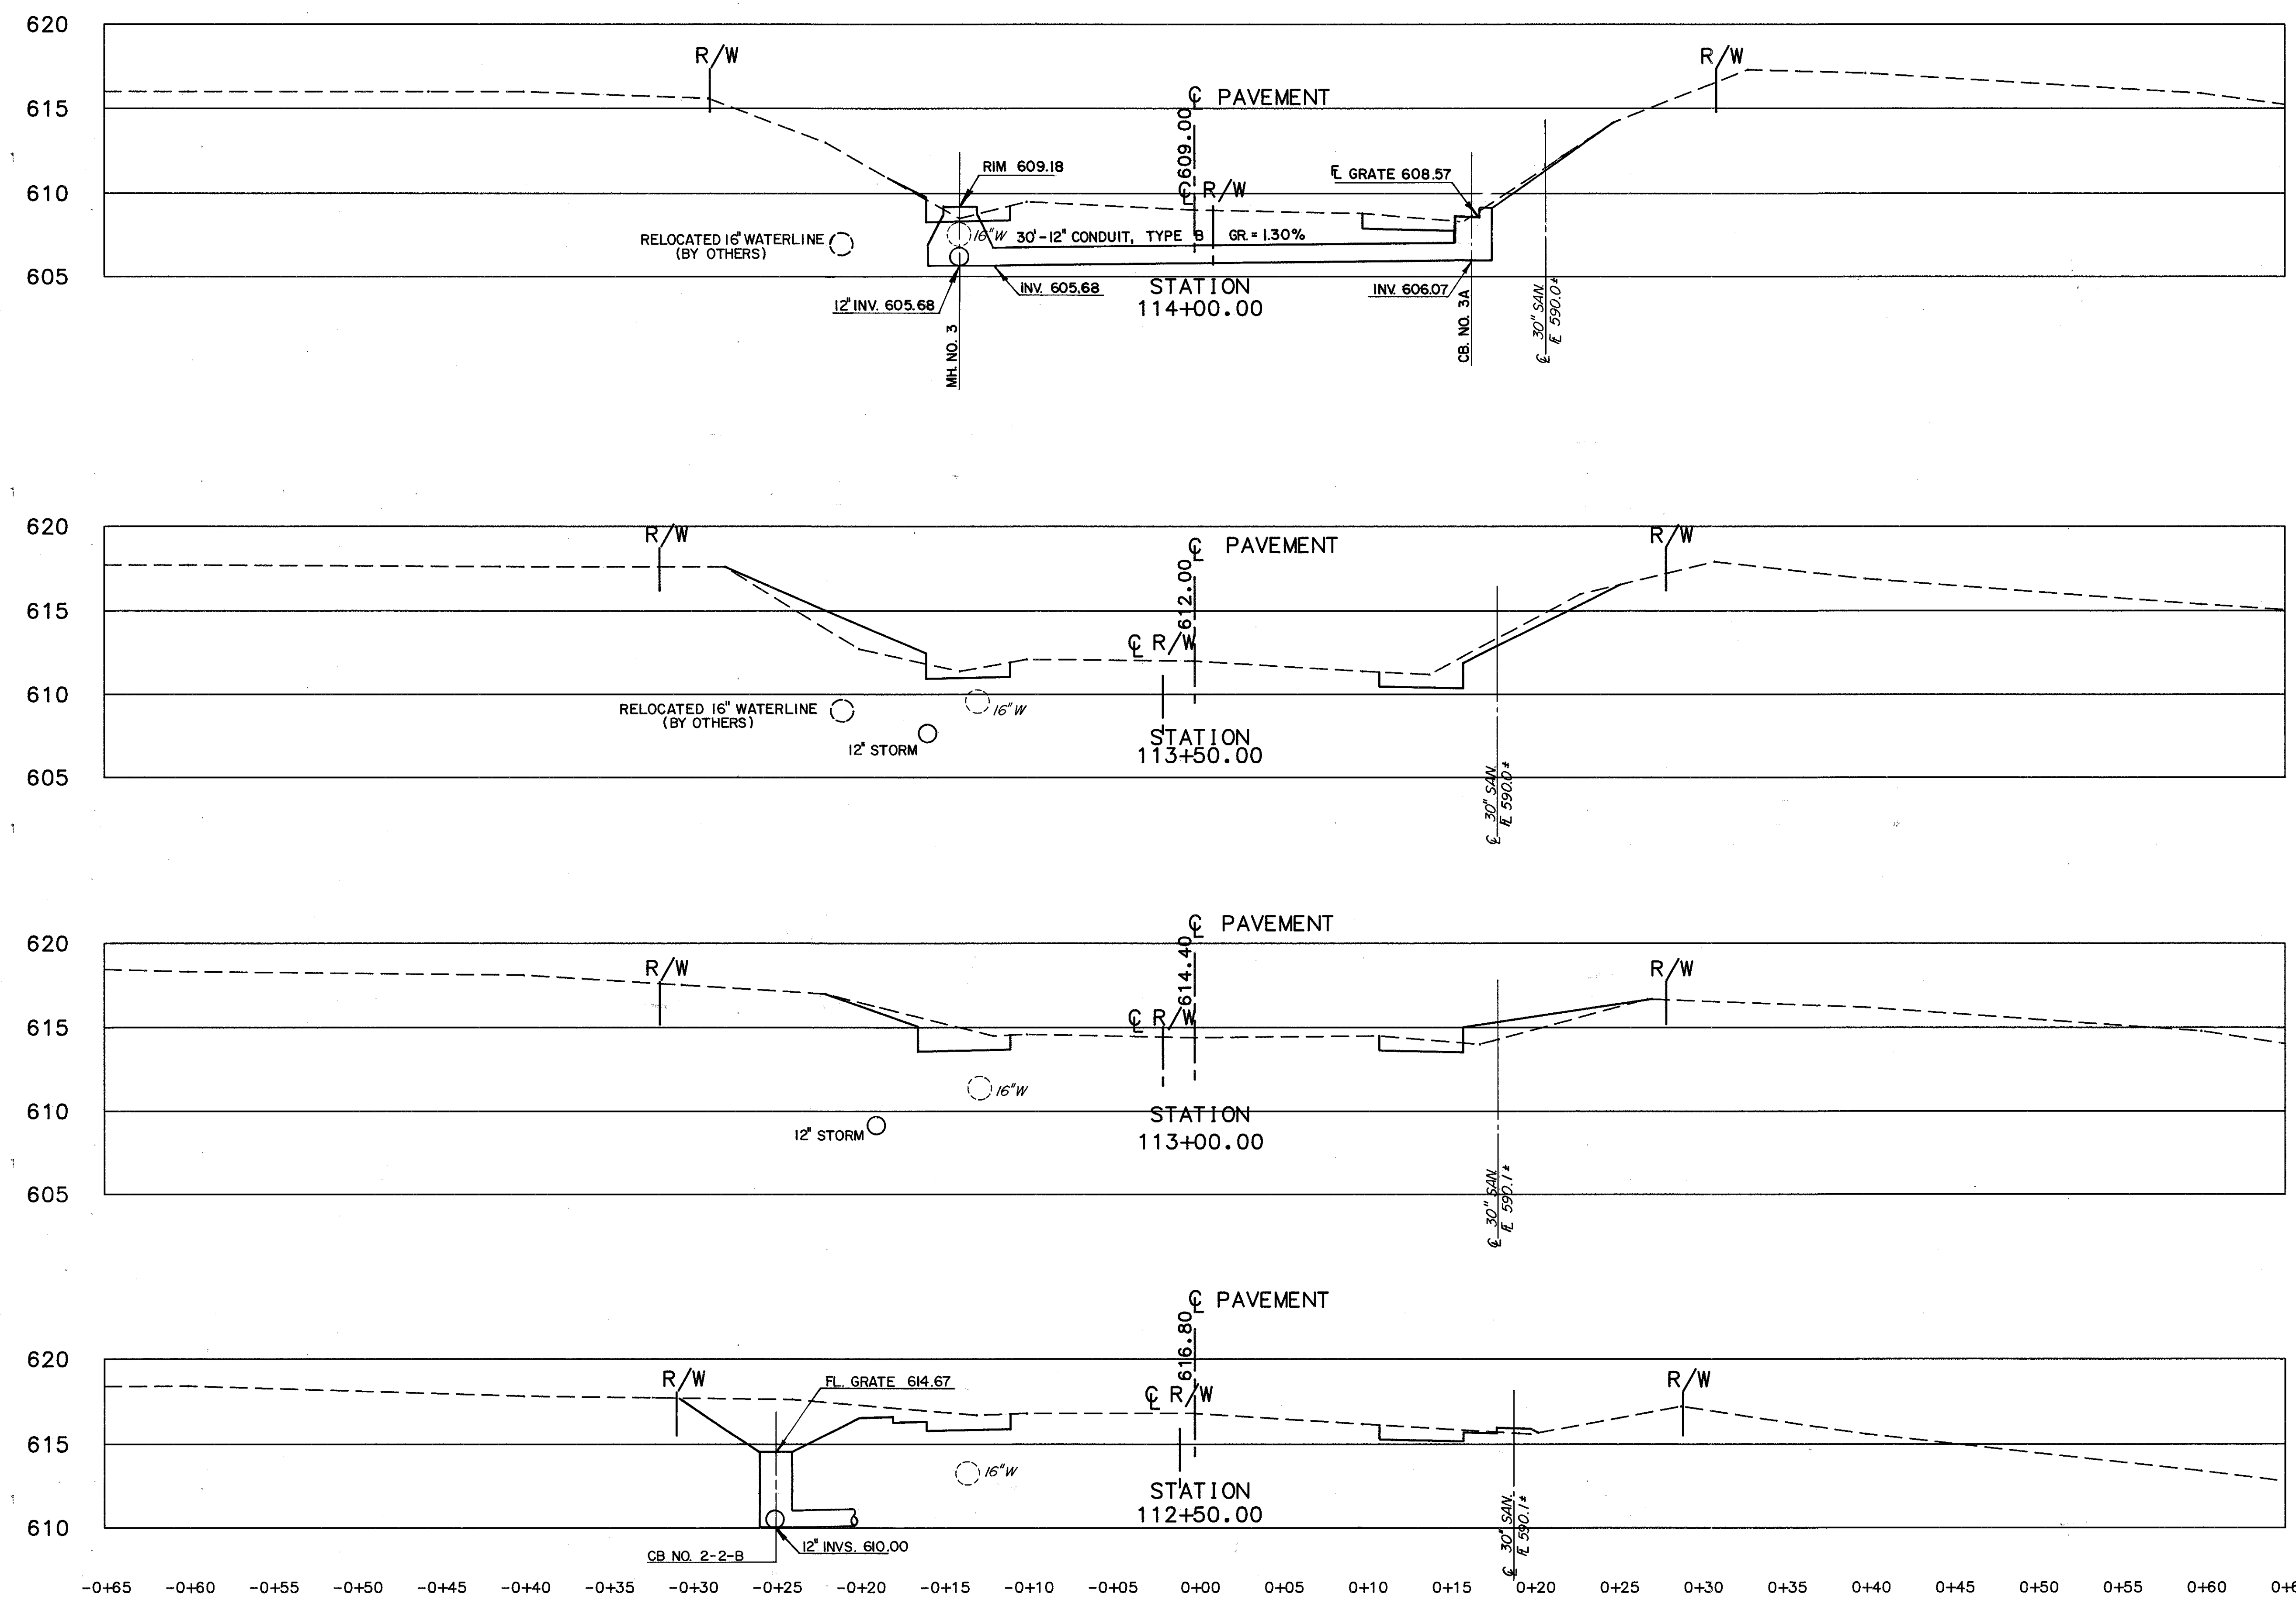 620
R/W
R/W
℄ PAVEMENT
615
609.00
RIM 609.18
℄ GRATE 608.57
610
℄ R/W
RELOCATED 16" WATERLINE
(BY OTHERS)
16"W
30'-12" CONDUIT, TYPE B GR. = 1.30%
605
12" INV. 605.68
INV. 605.68
STATION
114+00.00
INV. 606.07
MH. NO. 3
CB. NO. 3A
℄ 30" SAN.
FL 590.0±
620
R/W
℄ PAVEMENT
R/W
612.00
615
℄ R/W
610
RELOCATED 16" WATERLINE
(BY OTHERS)
16"W
12" STORM
STATION
113+50.00
605
℄ 30" SAN.
FL 590.0±
℄ PAVEMENT
620
614.40
R/W
R/W
615
℄ R/W
16"W
610
STATION
12" STORM
113+00.00
605
℄ 30" SAN.
FL 590.1±
℄ PAVEMENT
616.80
620
R/W
FL. GRATE 614.67
℄ R/W
R/W
615
16"W
STATION
112+50.00
610
12" INVS. 610.00
CB NO. 2-2-B
℄ 30" SAN.
FL 590.1±
-0+65 -0+60 -0+55 -0+50 -0+45 -0+40 -0+35 -0+30 -0+25 -0+20 -0+15 -0+10 -0+05 0+00 0+05 0+10 0+15 0+20 0+25 0+30 0+35 0+40 0+45 0+50 0+55 0+60